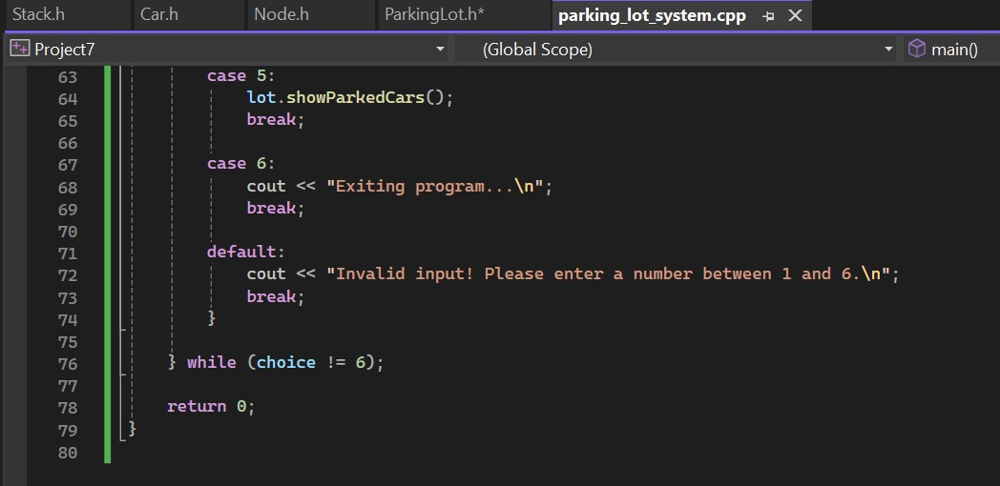 Stack.h Car.h Node.h ParkingLot.h* parking_lot_system.cpp
Project7 (Global Scope) main()
63 case 5:
64 lot.showParkedCars();
65 break;
66
67 case 6:
68 cout << "Exiting program...\n";
69 break;
70
71 default:
72 cout << "Invalid input! Please enter a number between 1 and 6.\n";
73 break;
74 }
75
76 } while (choice != 6);
77
78 return 0;
79 }
80